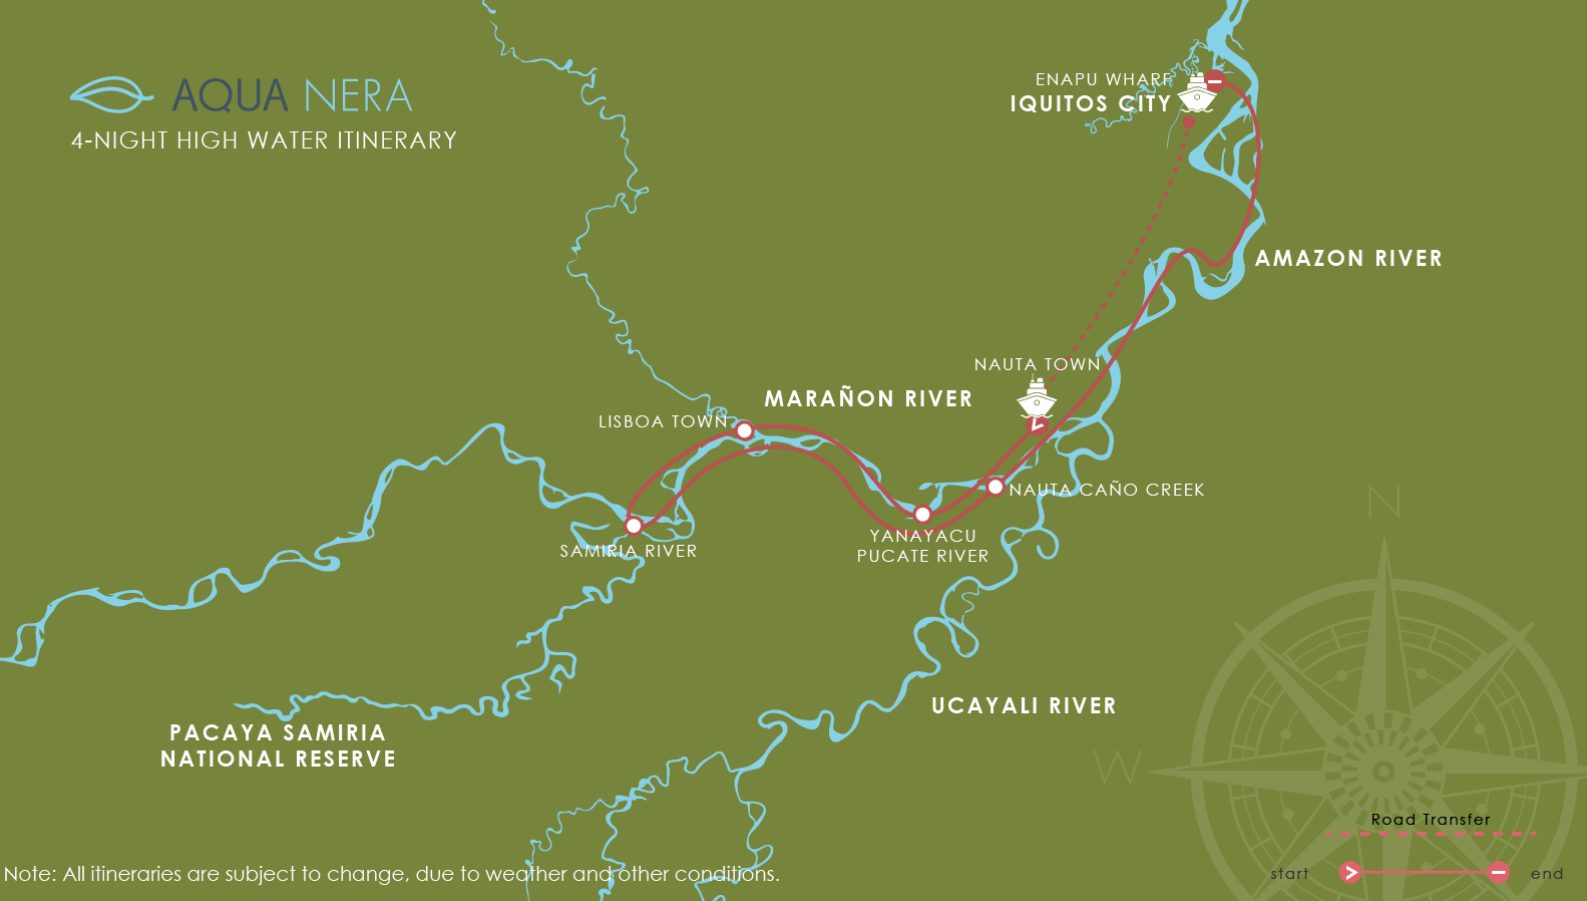 AQUA NERA
4-NIGHT HIGH WATER ITINERARY
ENAPU WHARF
IQUITOS CITY
AMAZON RIVER
NAUTA TOWN
MARAÑON RIVER
LISBOA TOWN
NAUTA CAÑO CREEK
YANAYACU
PUCATE RIVER
SAMIRIA RIVER
N
UCAYALI RIVER
PACAYA SAMIRIA
NATIONAL RESERVE
W
Road Transfer
start
end
Note: All itineraries are subject to change, due to weather and other conditions.